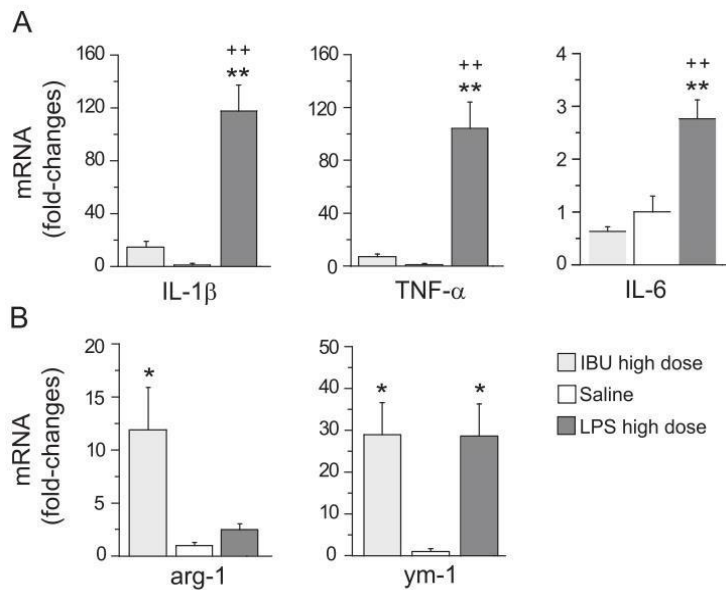 A
mRNA
(fold-changes)
160
120
80
40
0
++
**
IL-1β
160
120
80
40
0
++
**
TNF-α
4
3
2
1
0
++
**
IL-6
B
mRNA
(fold-changes)
20
15
10
5
0
*
arg-1
50
40
30
20
10
0
*
*
ym-1
IBU high dose
Saline
LPS high dose